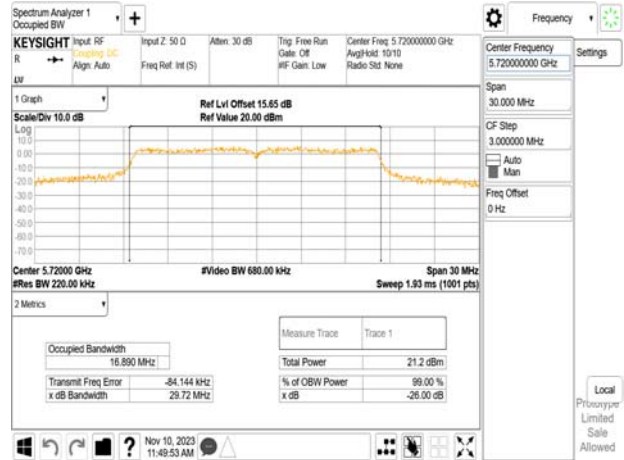 Spectrum Analyzer 1
Occupied BW
Frequency
KEYSIGHT
Input: RF
Coupling: DC
Align: Auto
Input Z: 50 Ω
Freq Ref: Int (S)
Atten: 30 dB
Trig: Free Run
Gate: Off
#IF Gain: Low
Center Freq: 5.720000000 GHz
Avg|Hold: 10/10
Radio Std: None
R
LVI
Center Frequency
5.720000000 GHz
Settings
Span
30.000 MHz
CF Step
3.000000 MHz
Auto
Man
Freq Offset
0 Hz
1 Graph
Scale/Div 10.0 dB
Ref Lvl Offset 15.65 dB
Ref Value 20.00 dBm
Log
10.0
0.00
-10.0
-20.0
-30.0
-40.0
-50.0
-60.0
-70.0
Center 5.72000 GHz
#Res BW 220.00 kHz
#Video BW 680.00 kHz
Span 30 MHz
Sweep 1.93 ms (1001 pts)
2 Metrics
Measure Trace
Trace 1
Occupied Bandwidth
16.890 MHz
Total Power
21.2 dBm
Transmit Freq Error
-84.144 kHz
% of OBW Power
99.00 %
x dB Bandwidth
29.72 MHz
x dB
-26.00 dB
Local
Prototype
Limited
Sale
Allowed
?
Nov 10, 2023
11:49:53 AM